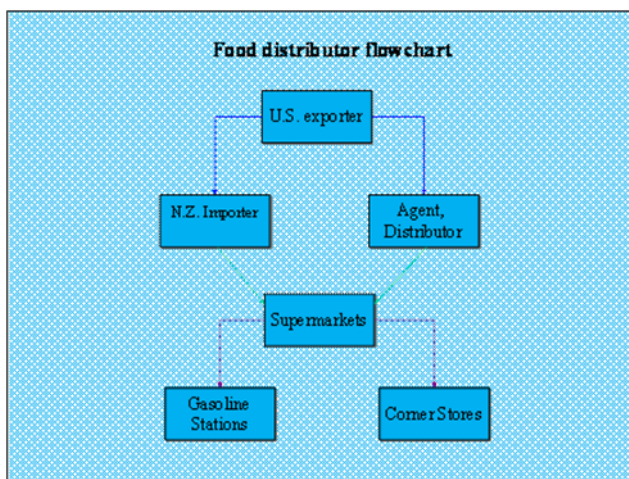 Food distributor flowchart
U.S. exporter
N.Z. Importer
Agent,
Distributor
Supermarkets
Gasoline
Stations
Corner Stores